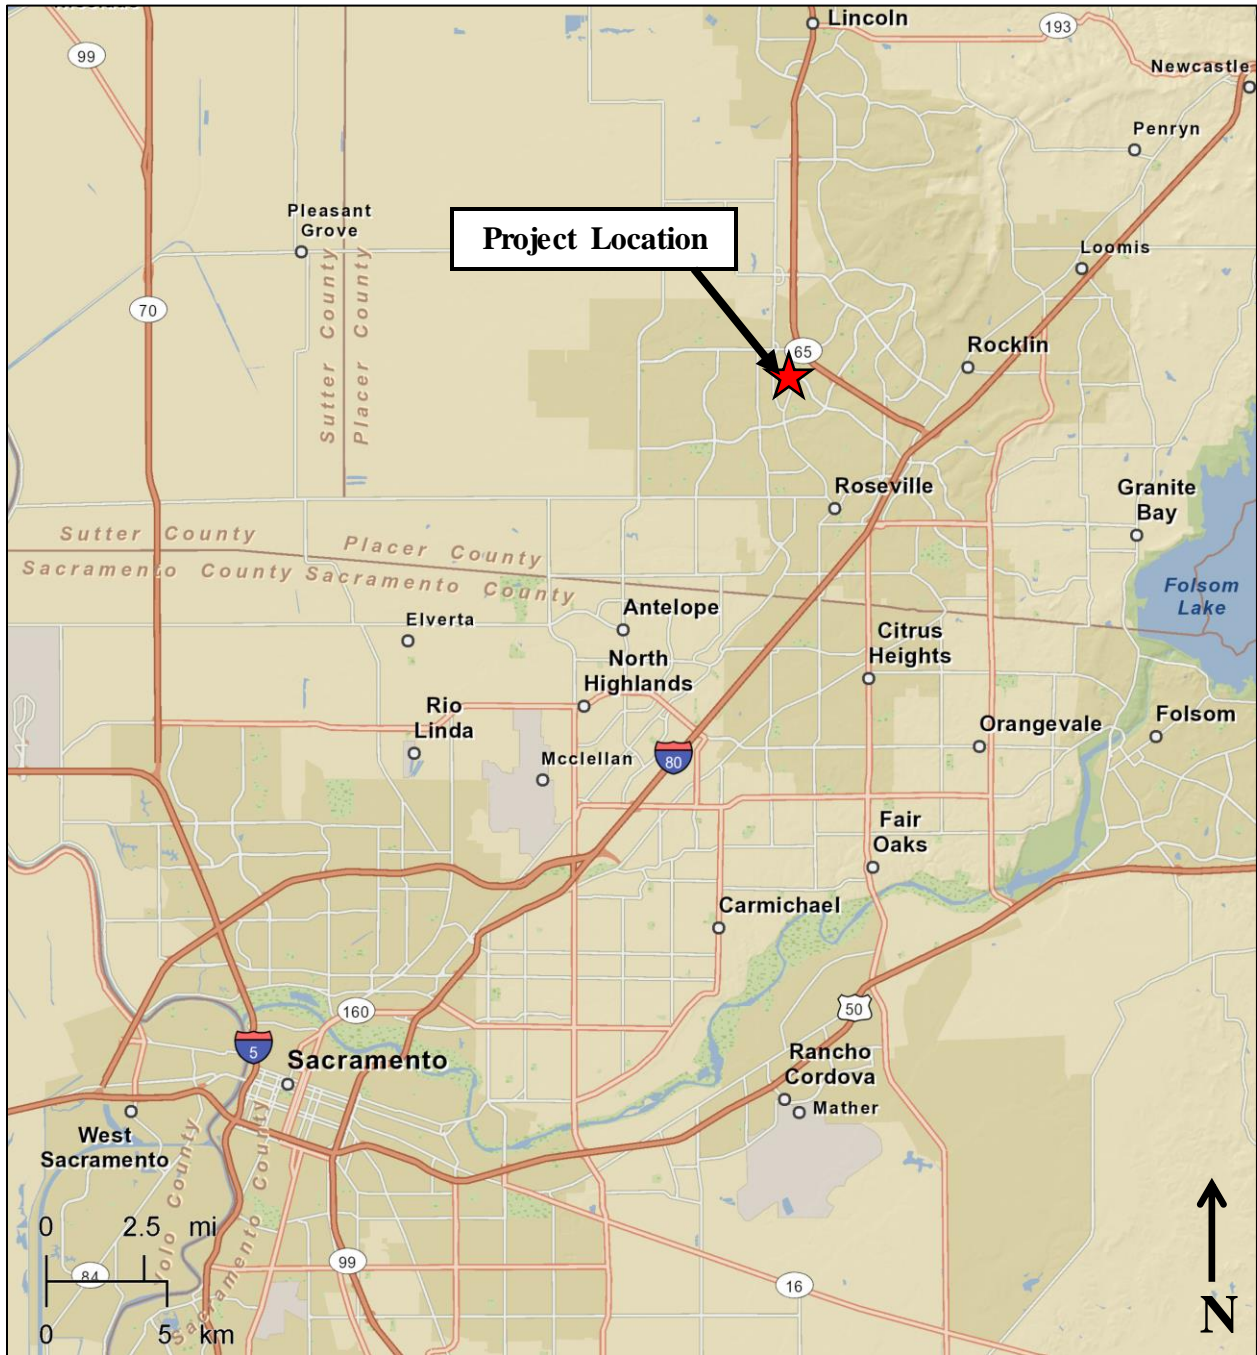 Lincoln
193
99
Newcastle
Penryn
Pleasant
Grove
Project Location
Sutter County
Placer County
Loomis
70
65
Rocklin
Roseville
Granite
Bay
Sutter County
Placer County
Sacramento County
Sacramento County
Folsom
Lake
Antelope
Elverta
Citrus
Heights
North
Highlands
Rio
Linda
Orangevale
Folsom
Mcclellan
80
Fair
Oaks
Carmichael
160
50
5
Sacramento
Rancho
Cordova
Mather
West
Sacramento
Yolo County
Sacramento County
0 2.5 mi
84
0 5 km
99
16
N